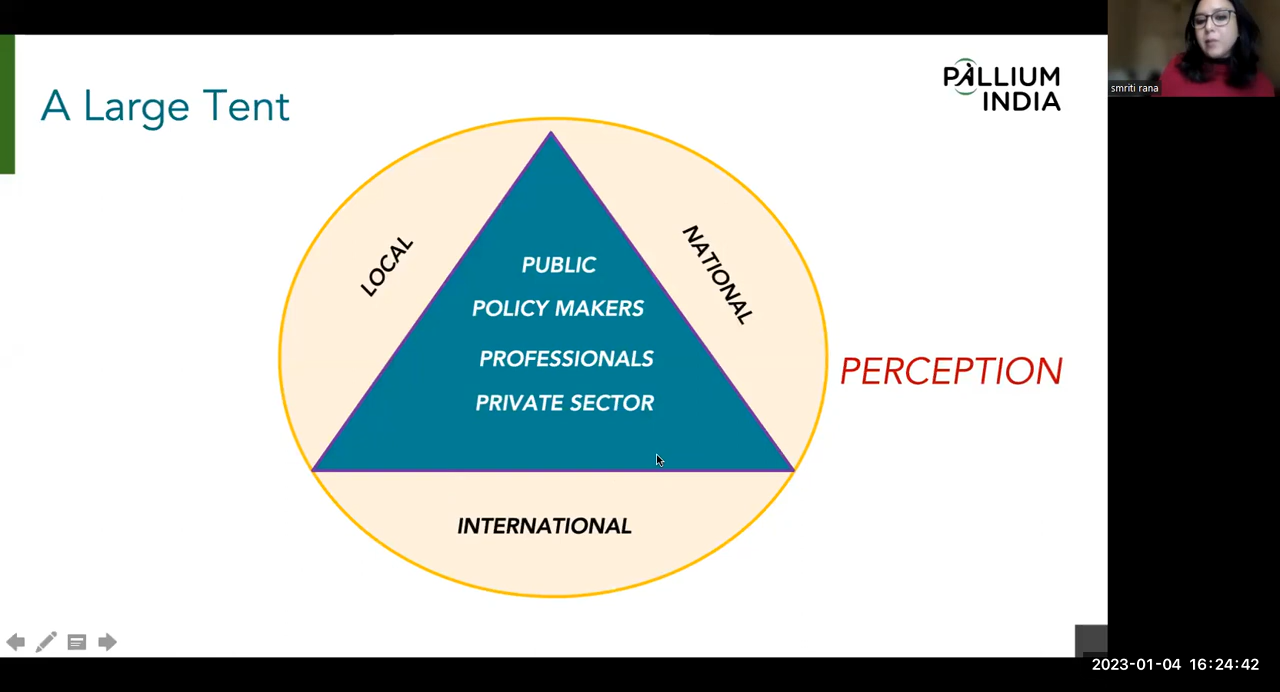 A Large Tent
PALLIUM
INDIA
smriti rana
LOCAL
NATIONAL
PUBLIC
POLICY MAKERS
PROFESSIONALS
PRIVATE SECTOR
PERCEPTION
INTERNATIONAL
2023-01-04 16:24:42